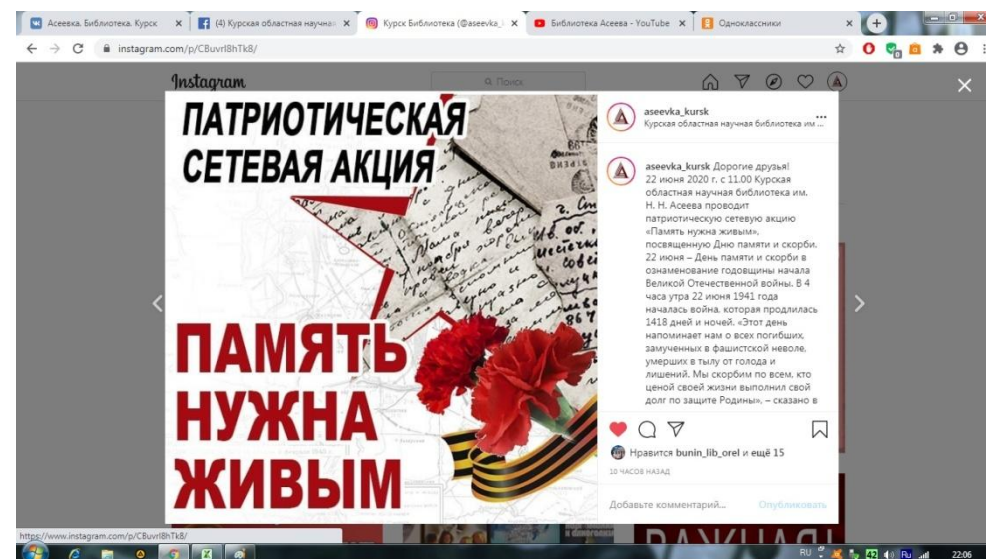 Асеевка. Библиотека. Курск
(4) Курская областная научная
Курск Библиотека (@aseevka_
Библиотека Асеева - YouTube
Одноклассники
instagram.com/p/CBuvrI8hTk8/
Instagram
Поиск
ПАТРИОТИЧЕСКАЯ
СЕТЕВАЯ АКЦИЯ
ПАМЯТЬ
НУЖНА
ЖИВЫМ
aseevka_kursk
Курская областная научная библиотека им ...
aseevka_kursk Дорогие друзья!
22 июня 2020 г. с 11.00 Курская
областная научная библиотека им.
Н. Н. Асеева проводит
патриотическую сетевую акцию
«Память нужна живым»,
посвященную Дню памяти и скорби.
22 июня – День памяти и скорби в
ознаменование годовщины начала
Великой Отечественной войны. В 4
часа утра 22 июня 1941 года
началась война, которая продлилась
1418 дней и ночей. «Этот день
напоминает нам о всех погибших,
замученных в фашистской неволе,
умерших в тылу от голода и
лишений. Мы скорбим по всем, кто
ценой своей жизни выполнил свой
долг по защите Родины», – сказано в
Нравится bunin_lib_orel и ещё 15
10 ЧАСОВ НАЗАД
Добавьте комментарий...
Опубликовать
https://www.instagram.com/p/CBuvrI8hTk8/
RU
42
Ru
22:06